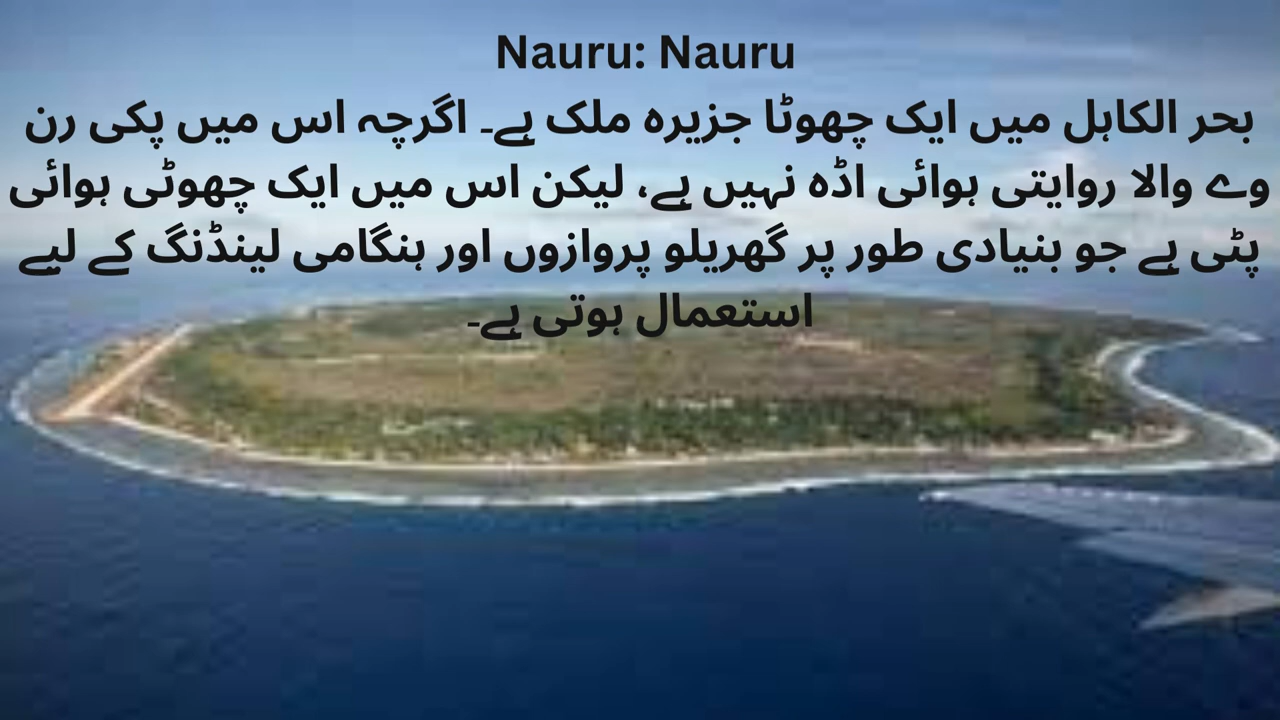 Nauru: Nauru
بحر الکاہل میں ایک چھوٹا جزیرہ ملک ہے۔ اگرچہ اس میں پکی رن
وے والا روایتی ہوائی اڈہ نہیں ہے، لیکن اس میں ایک چھوٹی ہوائی
پٹی ہے جو بنیادی طور پر گھریلو پروازوں اور ہنگامی لینڈنگ کے لیے
استعمال ہوتی ہے۔